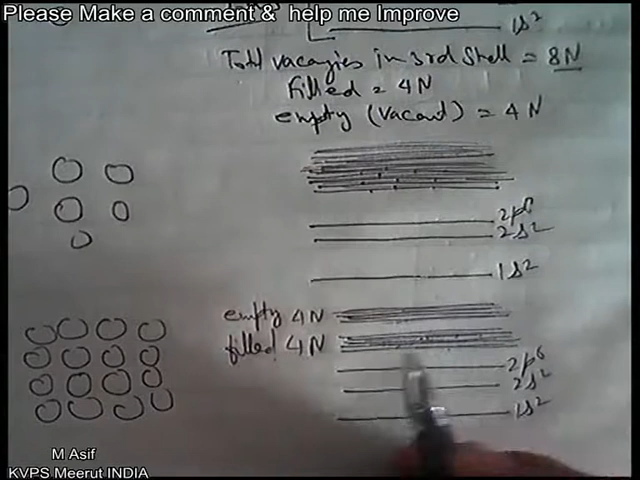 Please Make a comment & help me Improve
1s²
Total vacancies in 3rd Shell = 8N
Filled = 4N
empty (vacant) = 4N
2p⁶
2s²
1s²
empty 4N
filled 4N
2p⁶
2s²
1s²
M Asif
KVPS Meerut INDIA